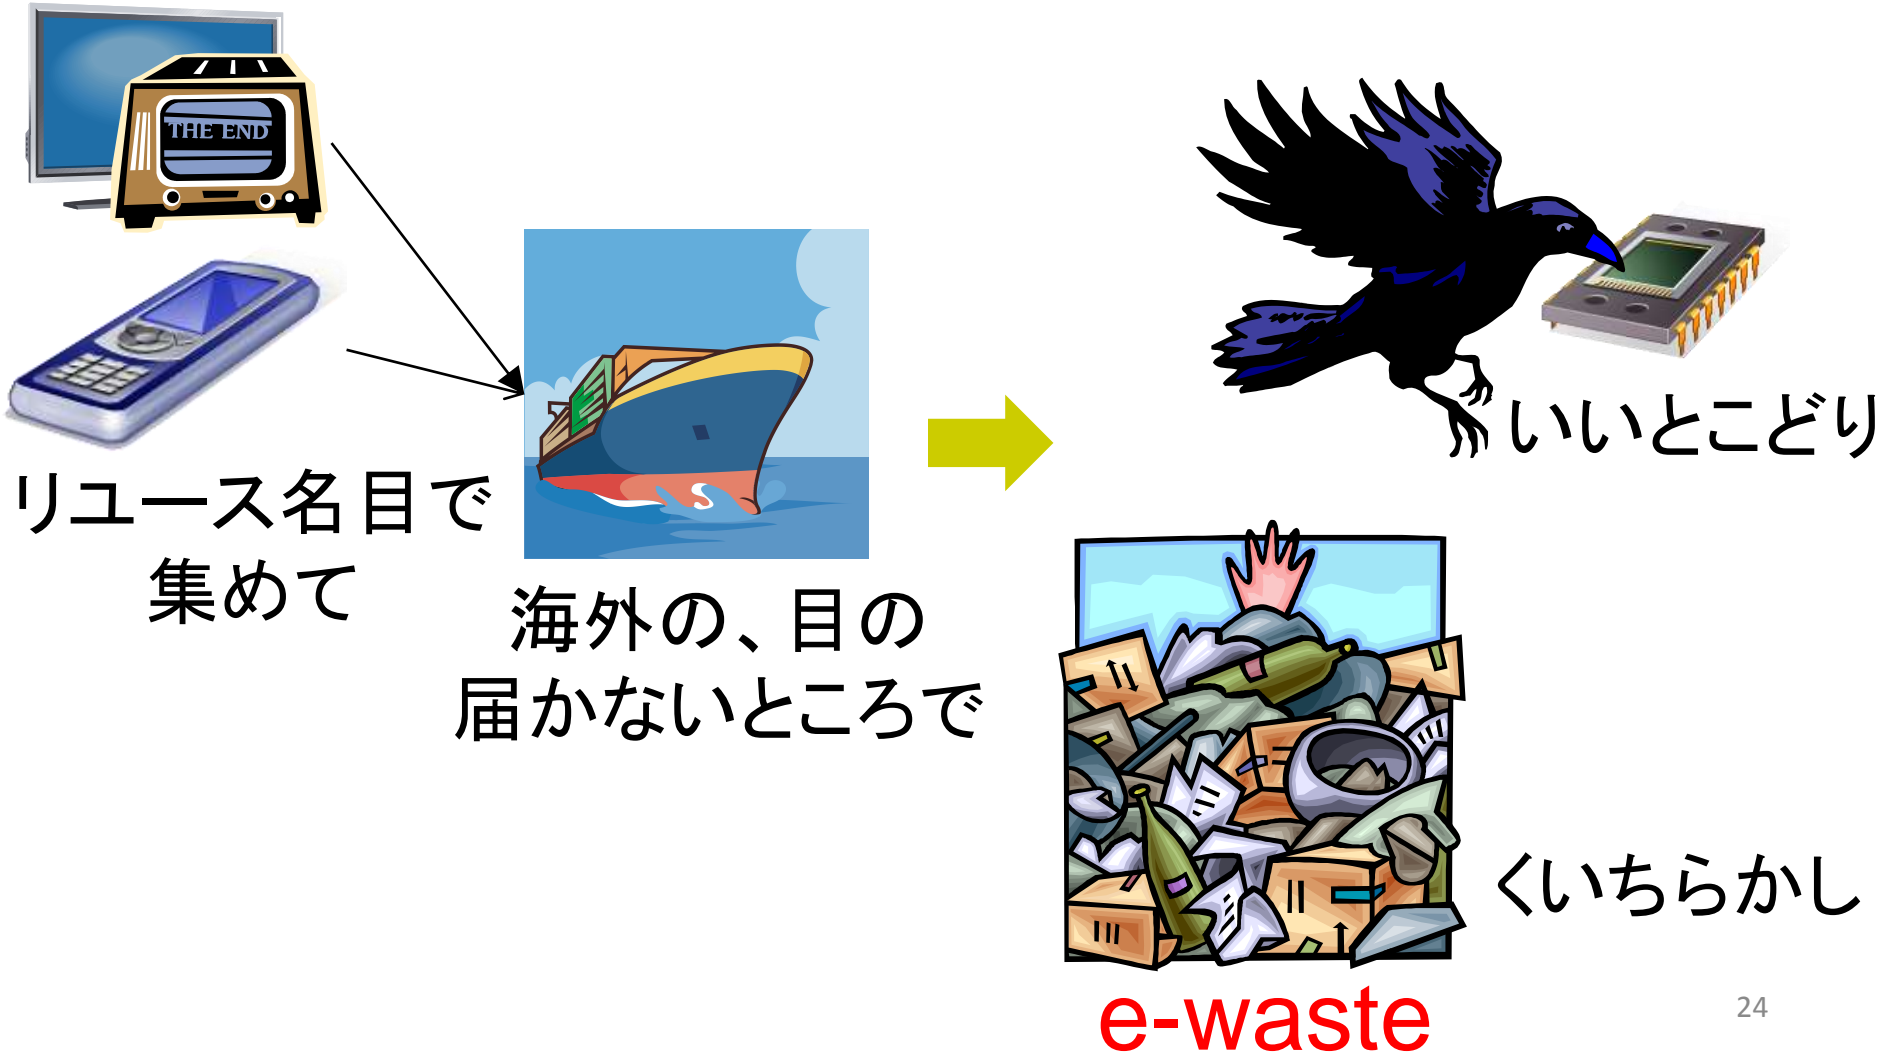 THE END
リユース名目で
集めて
海外の、目の
届かないところで
いいとこどり
くいちらかし
e-waste
24